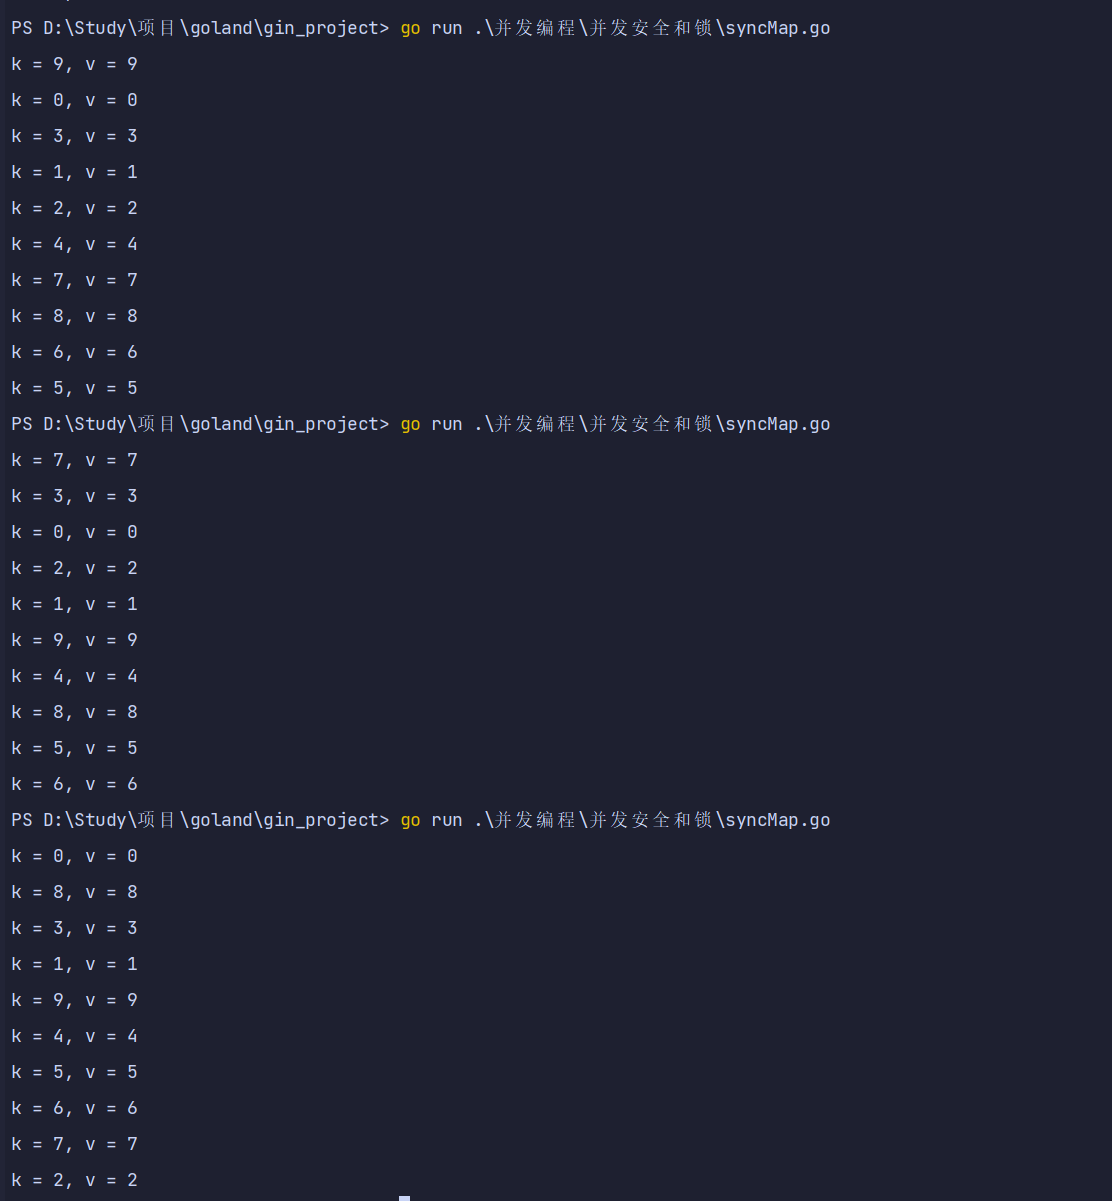 PS D:\Study\项目\goland\gin_project> go run .\并发编程\并发安全和锁\syncMap.go
k = 9, v = 9
k = 0, v = 0
k = 3, v = 3
k = 1, v = 1
k = 2, v = 2
k = 4, v = 4
k = 7, v = 7
k = 8, v = 8
k = 6, v = 6
k = 5, v = 5
PS D:\Study\项目\goland\gin_project> go run .\并发编程\并发安全和锁\syncMap.go
k = 7, v = 7
k = 3, v = 3
k = 0, v = 0
k = 2, v = 2
k = 1, v = 1
k = 9, v = 9
k = 4, v = 4
k = 8, v = 8
k = 5, v = 5
k = 6, v = 6
PS D:\Study\项目\goland\gin_project> go run .\并发编程\并发安全和锁\syncMap.go
k = 0, v = 0
k = 8, v = 8
k = 3, v = 3
k = 1, v = 1
k = 9, v = 9
k = 4, v = 4
k = 5, v = 5
k = 6, v = 6
k = 7, v = 7
k = 2, v = 2